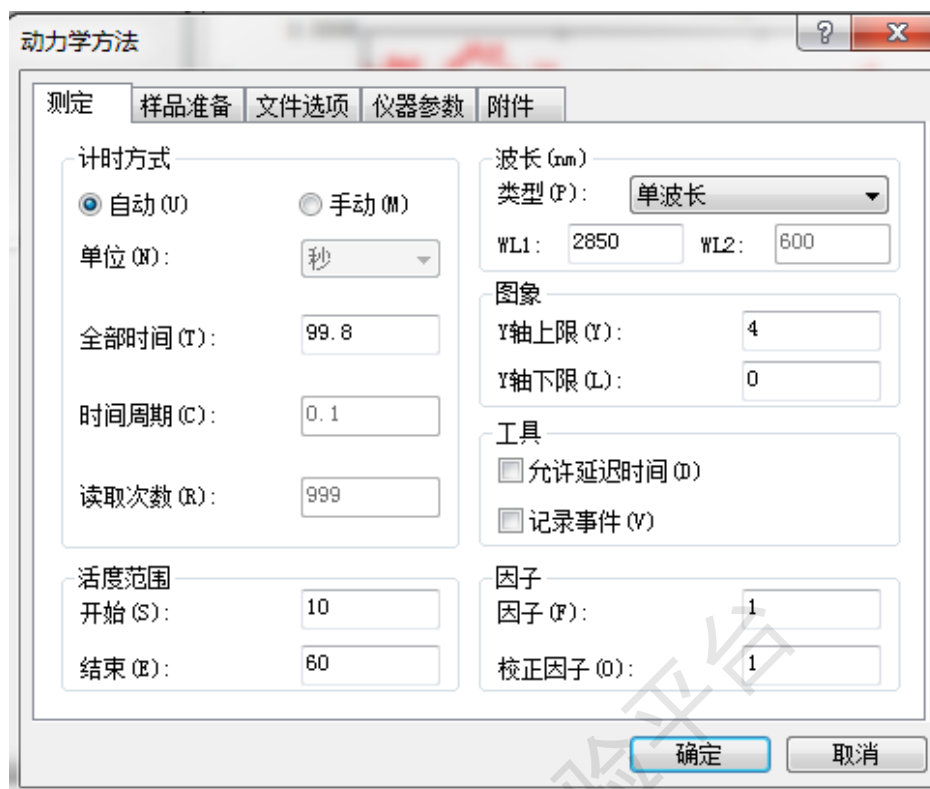 动力学方法
测定 样品准备 文件选项 仪器参数 附件
计时方式
自动(U) 手动(M)
单位(N): 秒
全部时间(T): 99.8
时间周期(C): 0.1
读取次数(R): 999
活度范围
开始(S): 10
结束(E): 60
波长(nm)
类型(P): 单波长
WL1: 2850 WL2: 600
图象
Y轴上限(Y): 4
Y轴下限(L): 0
工具
允许延迟时间(D)
记录事件(V)
因子
因子(F): 1
校正因子(O): 1
确定 取消
验平台